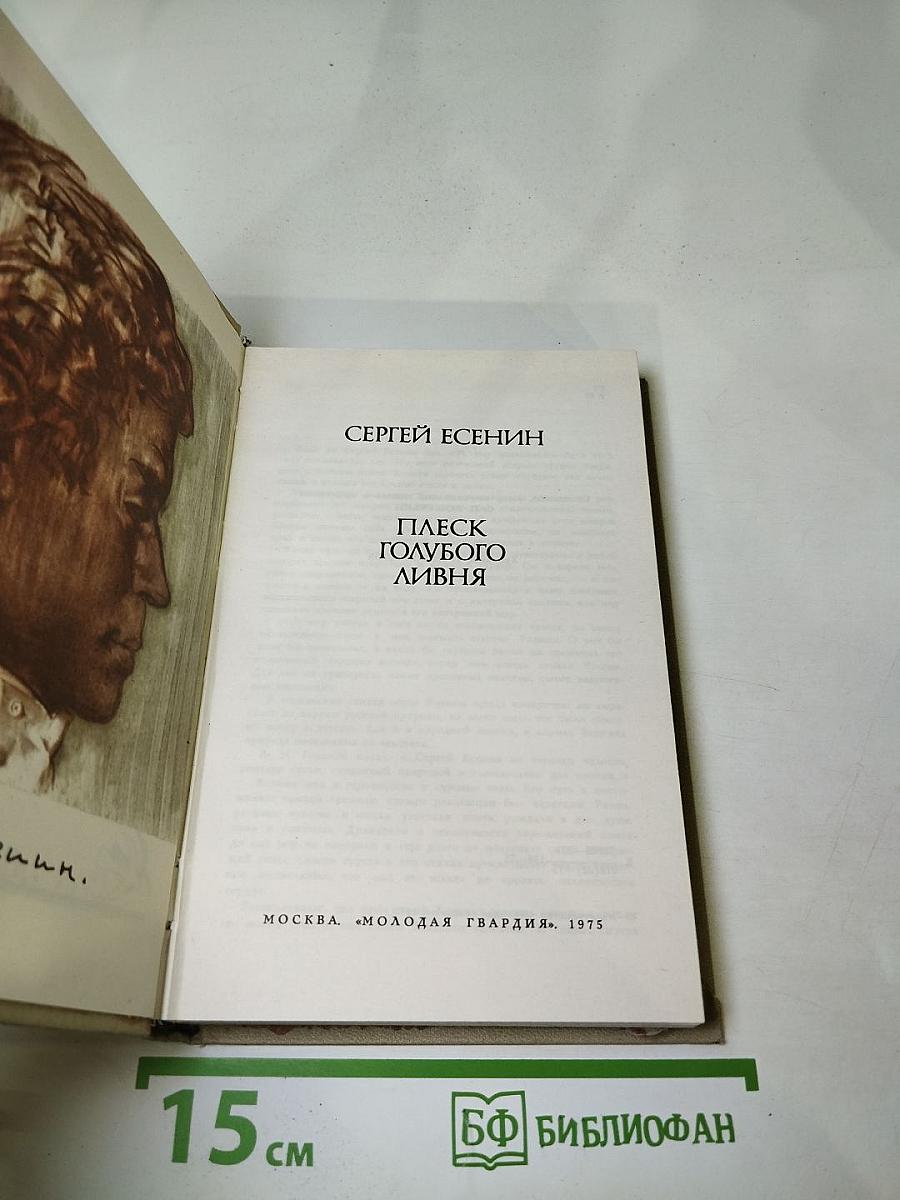 СЕРГЕЙ ЕСЕНИН
ПЛЕСК
ГОЛУБОГО
ЛИВНЯ
МОСКВА. «МОЛОДАЯ ГВАРДИЯ». 1975
15 см
БФ БИБЛИОФАН